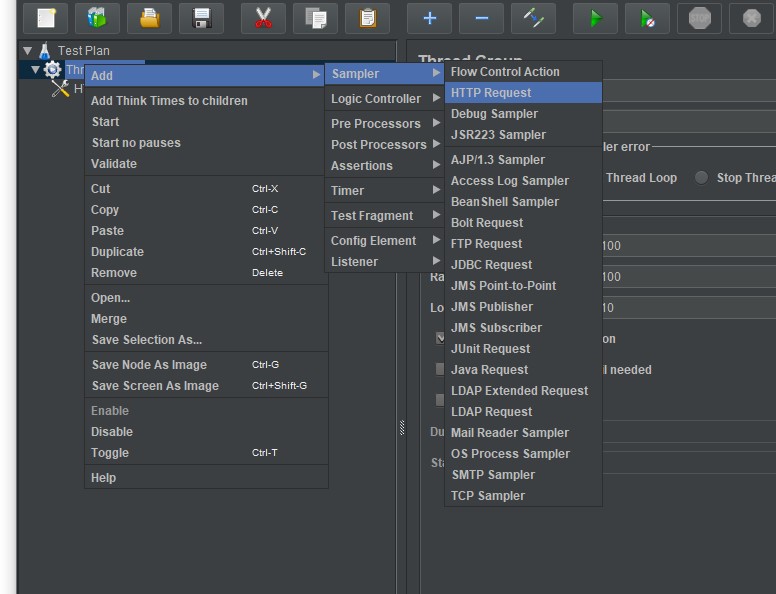 STOP
Test Plan
Thr
H
Thread Group
Add
Add Think Times to children
Start
Start no pauses
Validate
Cut Ctrl-X
Copy Ctrl-C
Paste Ctrl-V
Duplicate Ctrl+Shift-C
Remove Delete
Open...
Merge
Save Selection As...
Save Node As Image Ctrl-G
Save Screen As Image Ctrl+Shift-G
Enable
Disable
Toggle Ctrl-T
Help
Sampler
Logic Controller
Pre Processors
Post Processors
Assertions
Timer
Test Fragment
Config Element
Listener
Flow Control Action
HTTP Request
Debug Sampler
JSR223 Sampler
AJP/1.3 Sampler
Access Log Sampler
BeanShell Sampler
Bolt Request
FTP Request
JDBC Request
JMS Point-to-Point
JMS Publisher
JMS Subscriber
JUnit Request
Java Request
LDAP Extended Request
LDAP Request
Mail Reader Sampler
OS Process Sampler
SMTP Sampler
TCP Sampler
ler error
Thread Loop Stop Threa
100
Ra 100
Lo 10
on
l needed
Du
Sta